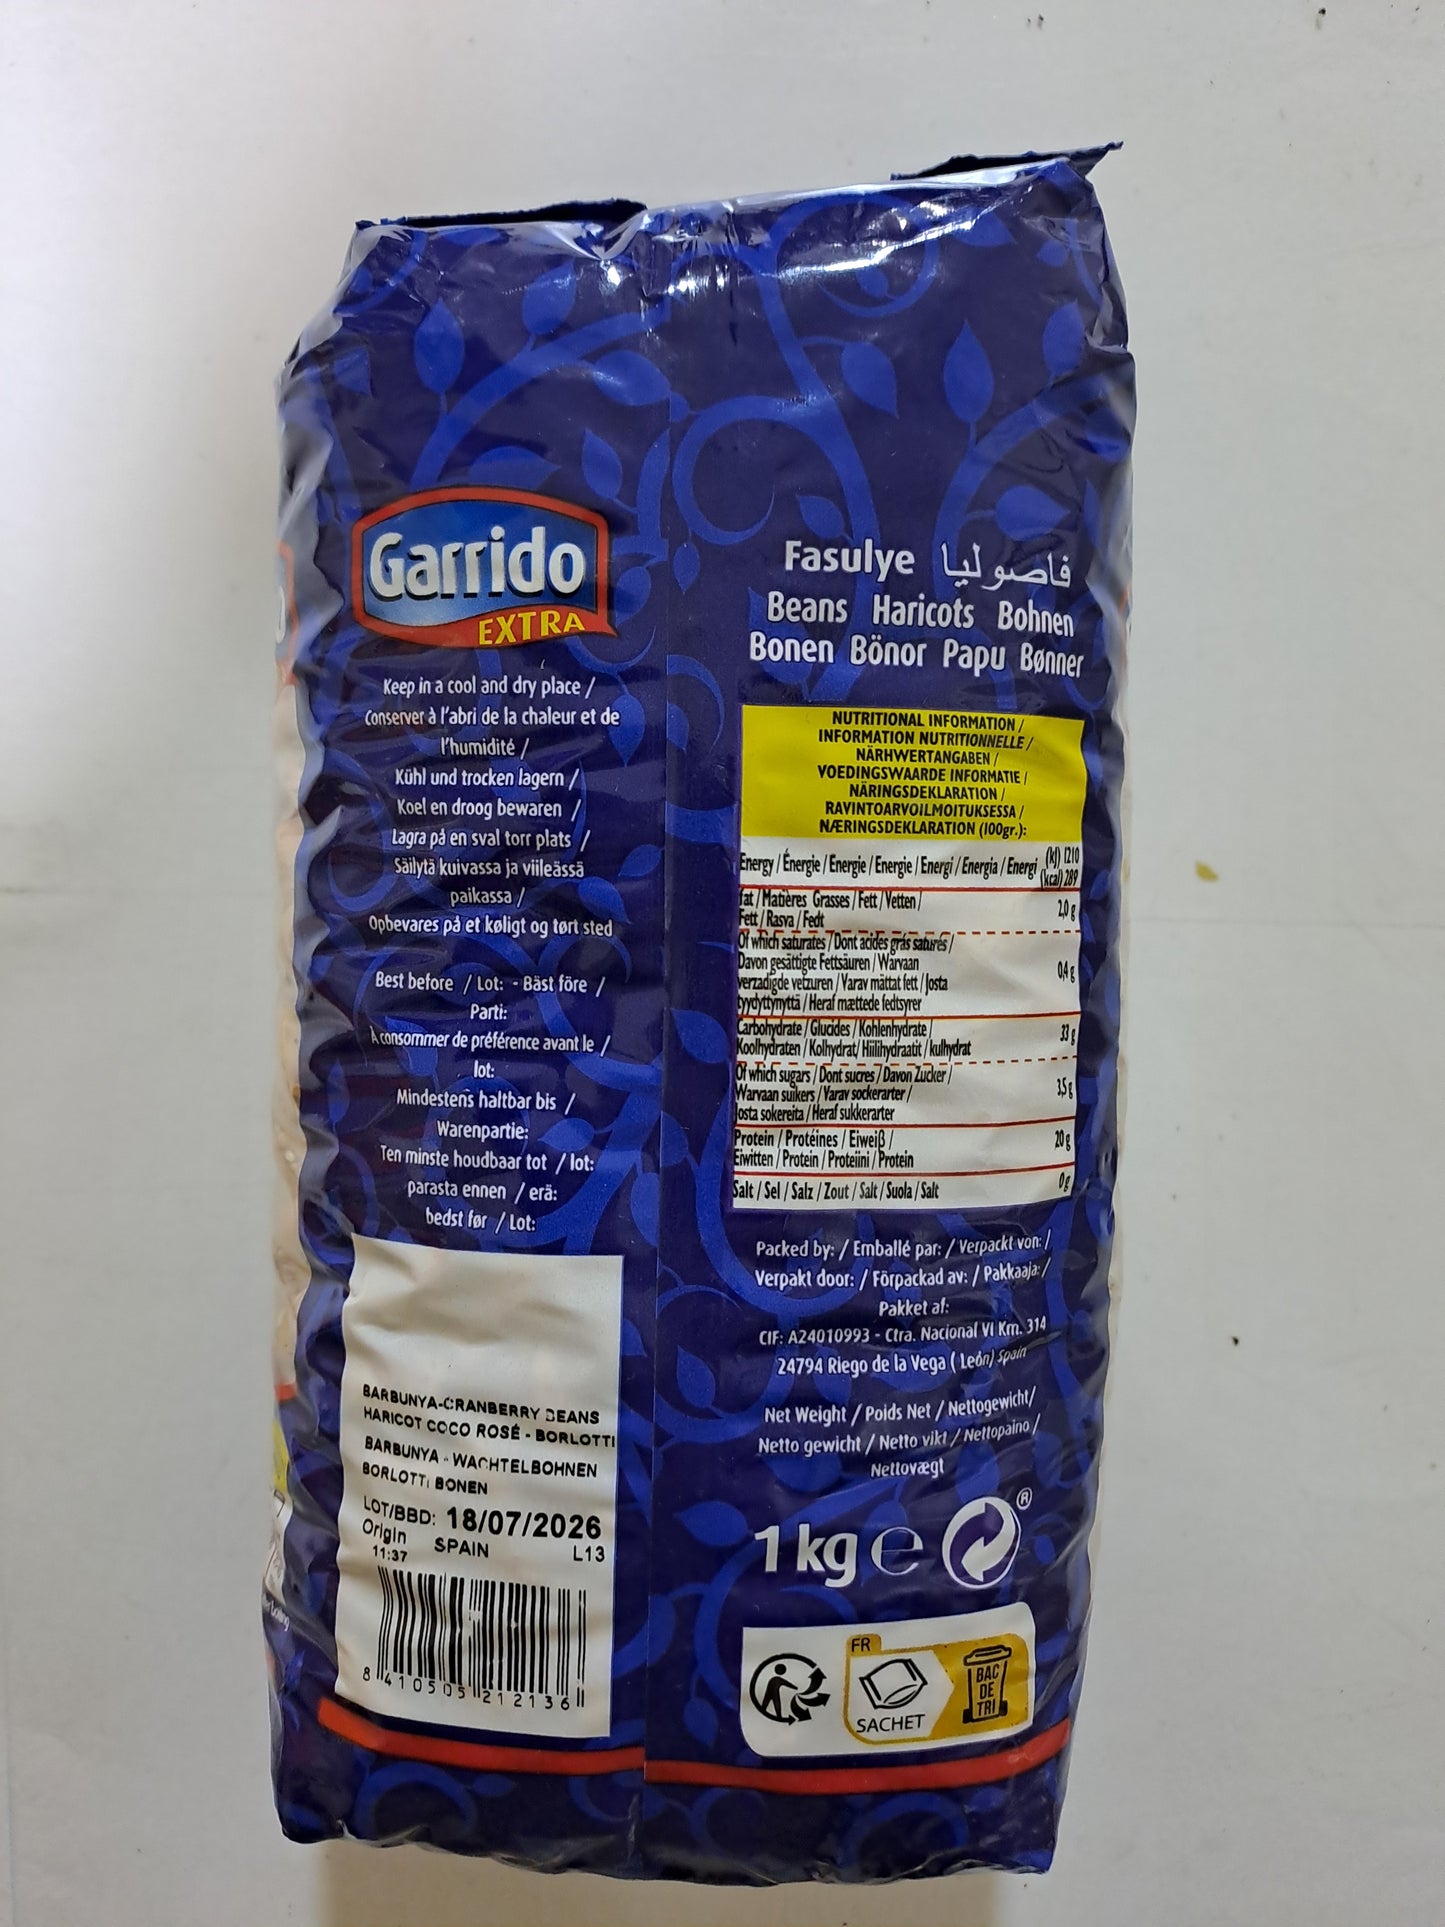 Garrido
EXTRA
Keep in a cool and dry place /
Conserver à l'abri de la chaleur et de
l'humidité /
Kühl und trocken lagern /
Koel en droog bewaren /
Lagra på en sval torr plats /
Säilytä kuivassa ja viileässä
paikassa /
Opbevares på et køligt og tørt sted
Best before / Lot: - Bäst före /
Parti:
A consommer de préférence avant le /
lot:
Mindestens haltbar bis /
Warenpartie:
Ten minste houdbaar tot / lot:
parasta ennen / erä:
bedst før / Lot:
BARBUNYA-CRANBERRY BEANS
HARICOT COCO ROSÉ - BORLOTTI
BARBUNYA - WACHTELBOHNEN
BORLOTTI BONEN
LOT/BBD: 18/07/2026
Origin SPAIN L13
11:37
8 410505 212136
Fasulye فاصوليا
Beans Haricots Bohnen
Bonen Bönor Papu Bønner
NUTRITIONAL INFORMATION /
INFORMATION NUTRITIONNELLE /
NÄRHWERTANGABEN /
VOEDINGSWAARDE INFORMATIE /
NÄRINGSDEKLARATION /
RAVINTOARVOILMOITUKSESSA /
NÆRINGSDEKLARATION (100gr.):
Energy / Énergie / Energie / Energie / Energi / Energia / Energi (kJ) 1210
(kcal) 289
fat / Matières Grasses / Fett / Vetten / 2,0 g
Fett / Rasva / Fedt
Of which saturates / Dont acides grás saturés /
Davon gesättigte Fettsäuren / Warvaan 0,4 g
verzadigde vetzuren / Varav mättat fett / Josta
tyydyttynyttä / Heraf mættede fedtsyrer
Carbohydrate / Glucides / Kohlenhydrate / 33 g
Koolhydraten / Kolhydrat/ Hiilihydraatit / kulhydrat
Of which sugars / Dont sucres / Davon Zucker /
Warvaan suikers / Varav sockerarter / 3,5 g
Josta sokereita / Heraf sukkerarter
Protein / Protéines / Eiweiß / 20 g
Eiwitten / Protein / Proteiini / Protein
Salt / Sel / Salz / Zout / Salt / Suola / Salt 0g
Packed by: / Emballé par: / Verpackt von: /
Verpakt door: / Förpackad av: / Pakkaaja: /
Pakket af:
CIF: A24010993 - Ctra. Nacional VI Km. 314
24794 Riego de la Vega ( León) Spain
Net Weight / Poids Net / Nettogewicht/
Netto gewicht / Netto vikt / Nettopaino /
Nettovægt
1 kg e ®
FR
SACHET
BAC
DE
TRI